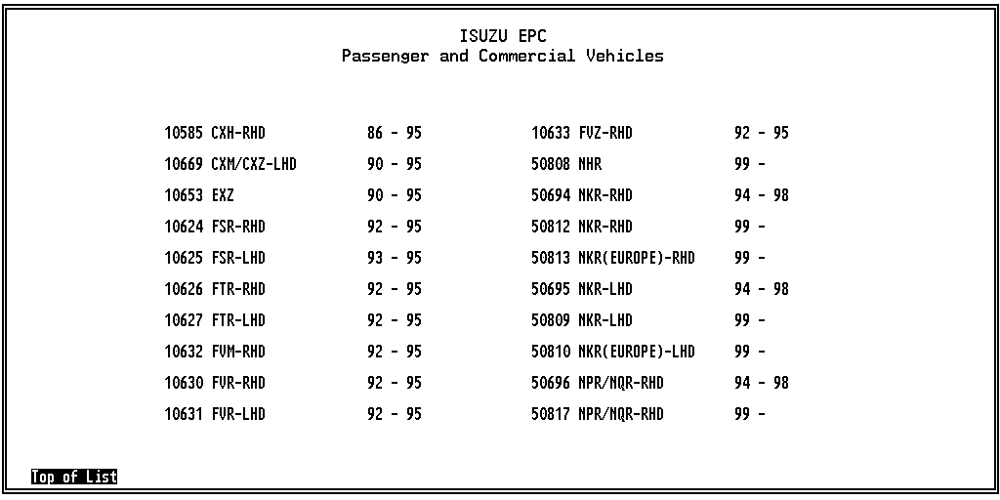 ISUZU EPC
Passenger and Commercial Vehicles
10585 CXH-RHD 86 - 95 10633 FVZ-RHD 92 - 95
10669 CXM/CXZ-LHD 90 - 95 50808 NHR 99 -
10653 EXZ 90 - 95 50694 NKR-RHD 94 - 98
10624 FSR-RHD 92 - 95 50812 NKR-RHD 99 -
10625 FSR-LHD 93 - 95 50813 NKR(EUROPE)-RHD 99 -
10626 FTR-RHD 92 - 95 50695 NKR-LHD 94 - 98
10627 FTR-LHD 92 - 95 50809 NKR-LHD 99 -
10632 FVM-RHD 92 - 95 50810 NKR(EUROPE)-LHD 99 -
10630 FVR-RHD 92 - 95 50696 NPR/NQR-RHD 94 - 98
10631 FVR-LHD 92 - 95 50817 NPR/NQR-RHD 99 -
Top of List